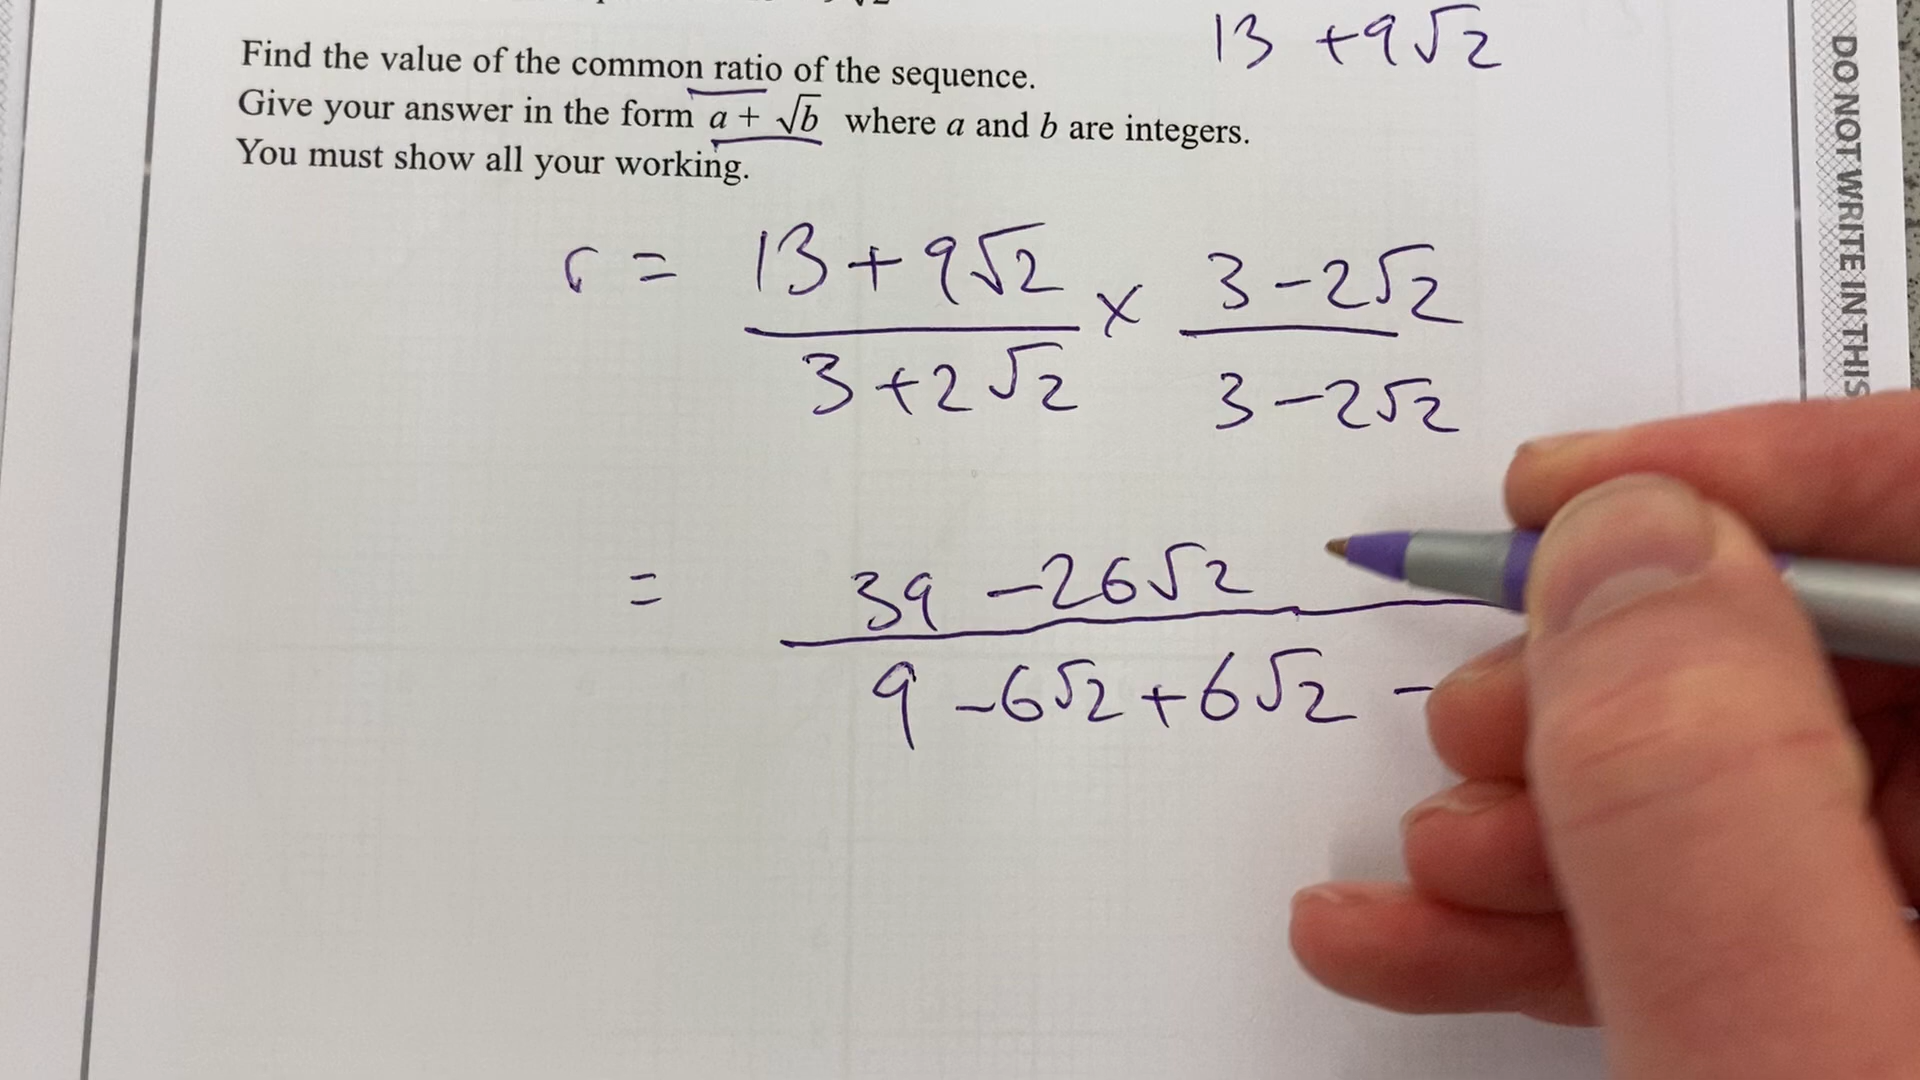 13 + 9√2
Find the value of the common ratio of the sequence.
Give your answer in the form a + √b where a and b are integers.
You must show all your working.
r = 13 + 9√2 / 3 + 2√2 × 3 - 2√2 / 3 - 2√2
= 39 - 26√2 / 9 - 6√2 + 6√2 -
DO NOT WRITE IN THIS